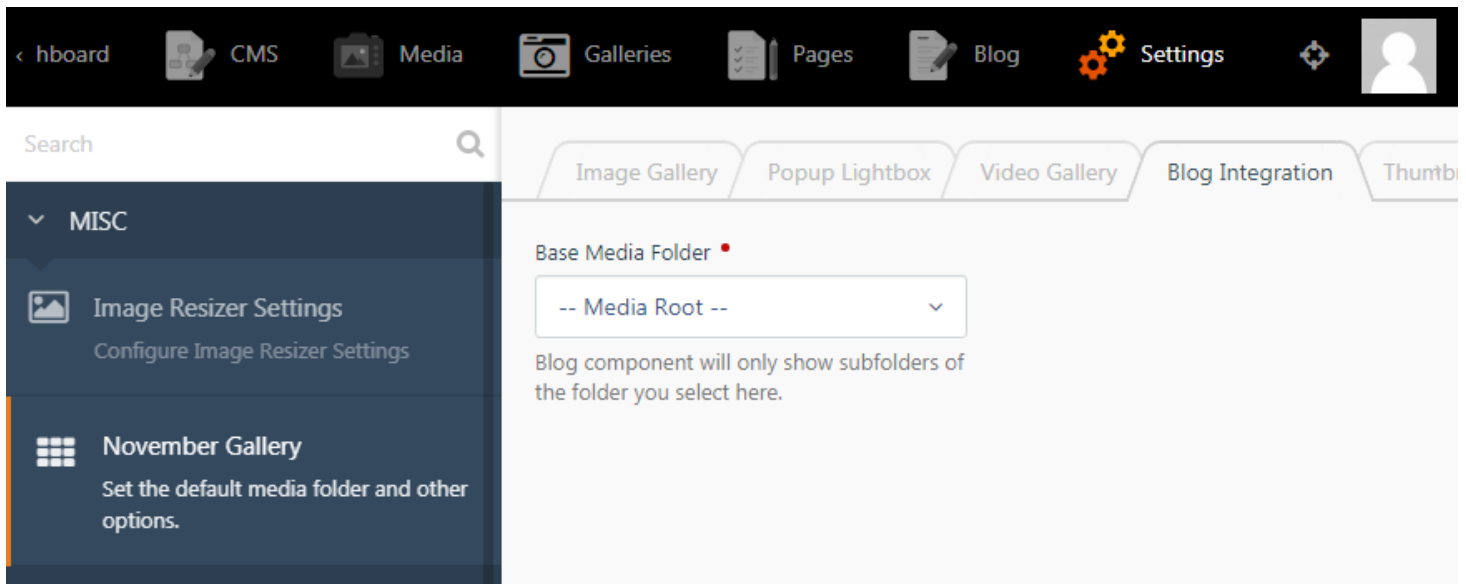 ‹ hboard CMS Media Galleries Pages Blog Settings
Search
Image Gallery Popup Lightbox Video Gallery Blog Integration
MISC
Base Media Folder
Image Resizer Settings
Configure Image Resizer Settings
-- Media Root --
Blog component will only show subfolders of
the folder you select here.
November Gallery
Set the default media folder and other
options.